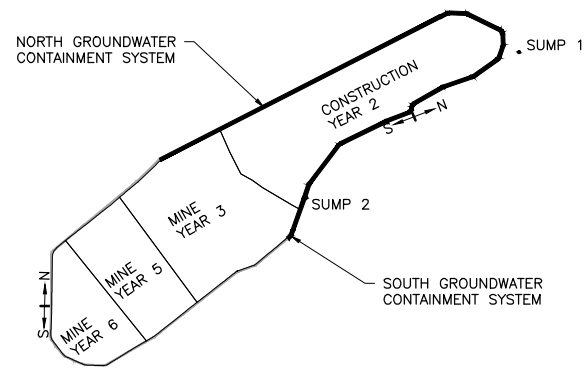 NORTH GROUNDWATER
CONTAINMENT SYSTEM
SUMP 1
CONSTRUCTION
YEAR 2
S N
SUMP 2
MINE
YEAR 3
MINE
YEAR 5
N
S
MINE
YEAR 6
SOUTH GROUNDWATER
CONTAINMENT SYSTEM